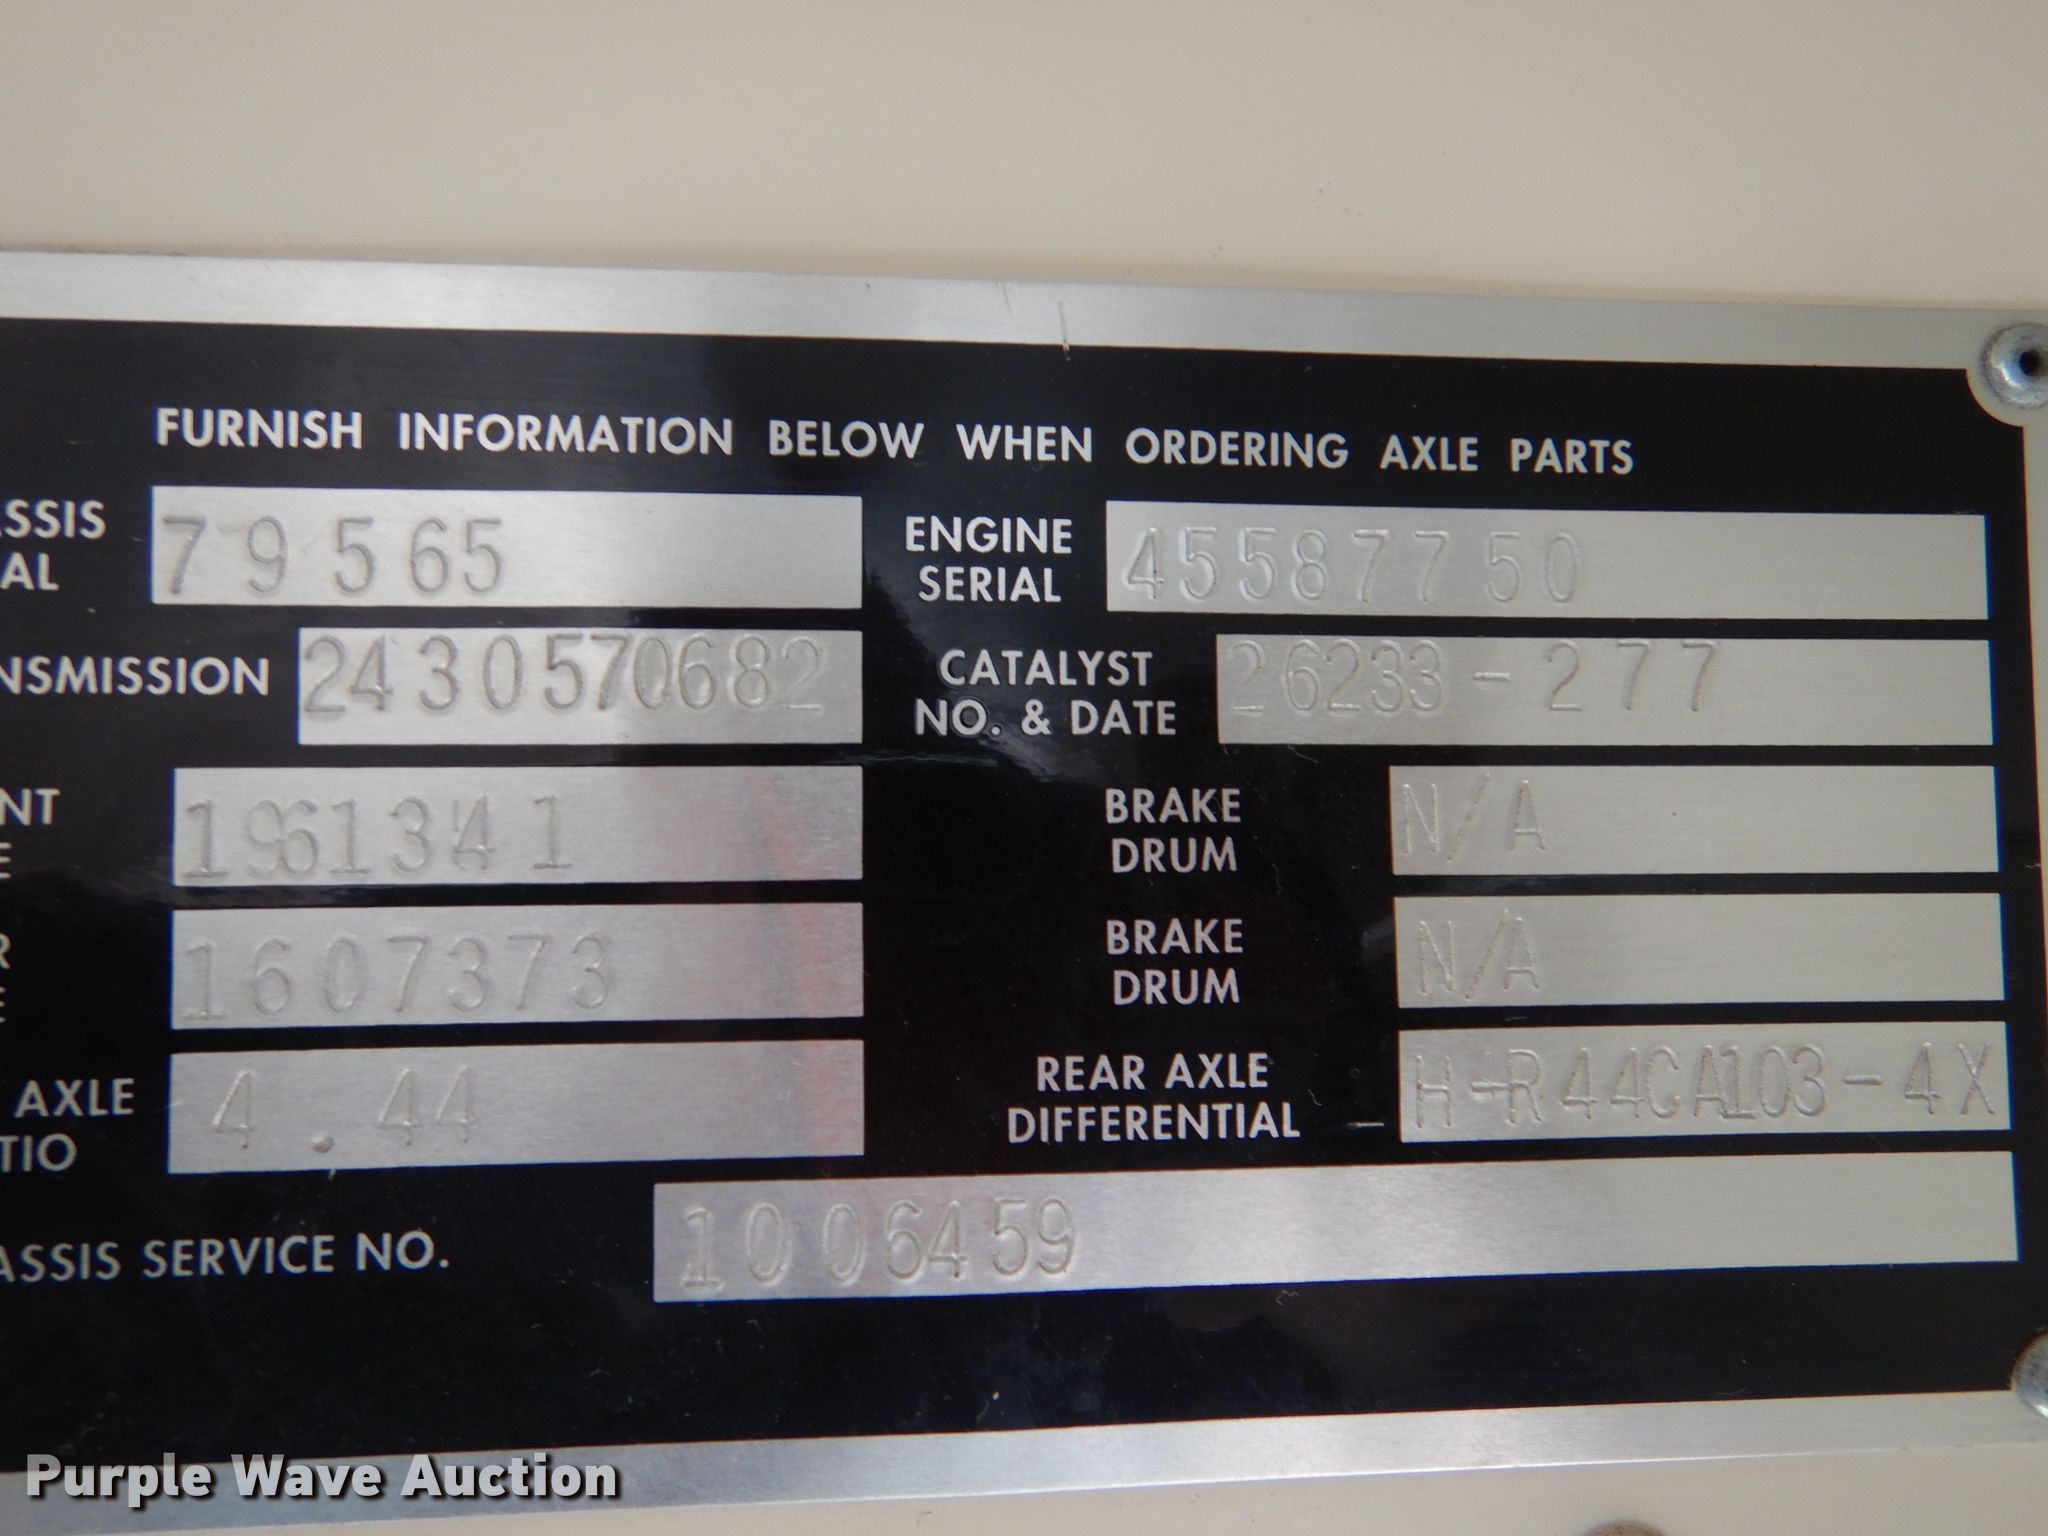 FURNISH INFORMATION BELOW WHEN ORDERING AXLE PARTS
ASSIS
AL
79565
ENGINE
SERIAL
45587750
NSMISSION
2430570682
CATALYST
NO. & DATE
26233-277
NT
E
1961341
BRAKE
DRUM
N/A
R
E
1607373
BRAKE
DRUM
N/A
AXLE
TIO
4.44
REAR AXLE
DIFFERENTIAL
H-R44CA103-4X
ASSIS SERVICE NO.
1006459
Purple Wave Auction